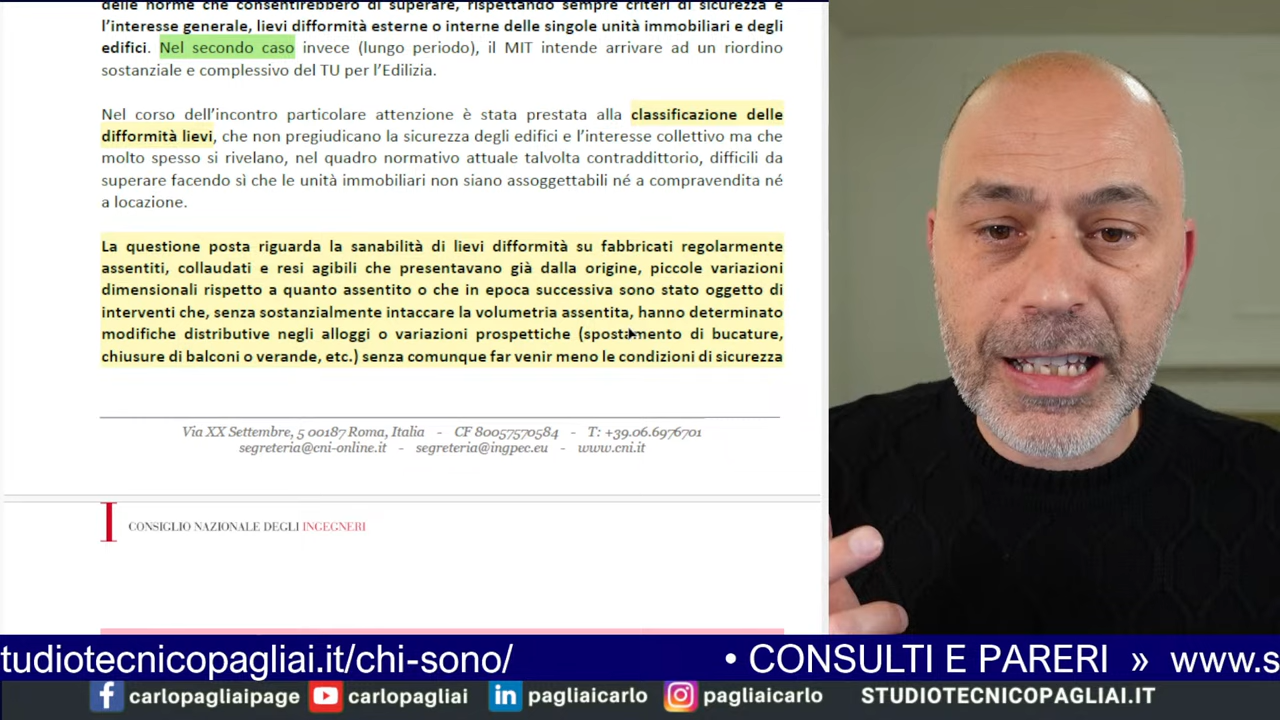 delle norme che consentirebbero di superare, rispettando sempre criteri di sicurezza e
l'interesse generale, lievi difformità esterne o interne delle singole unità immobiliari e degli
edifici. Nel secondo caso invece (lungo periodo), il MIT intende arrivare ad un riordino
sostanziale e complessivo del TU per l'Edilizia.
Nel corso dell'incontro particolare attenzione è stata prestata alla classificazione delle
difformità lievi, che non pregiudicano la sicurezza degli edifici e l'interesse collettivo ma che
molto spesso si rivelano, nel quadro normativo attuale talvolta contraddittorio, difficili da
superare facendo sì che le unità immobiliari non siano assoggettabili né a compravendita né
a locazione.
La questione posta riguarda la sanabilità di lievi difformità su fabbricati regolarmente
assentiti, collaudati e resi agibili che presentavano già dalla origine, piccole variazioni
dimensionali rispetto a quanto assentito o che in epoca successiva sono stato oggetto di
interventi che, senza sostanzialmente intaccare la volumetria assentita, hanno determinato
modifiche distributive negli alloggi o variazioni prospettiche (spostamento di bucature,
chiusure di balconi o verande, etc.) senza comunque far venir meno le condizioni di sicurezza
Via XX Settembre, 5 00187 Roma, Italia - CF 80057570584 - T: +39.06.6976701
segreteria@cni-online.it - segreteria@ingpec.eu - www.cni.it
CONSIGLIO NAZIONALE DEGLI INGEGNERI
tudiotecnicopagliai.it/chi-sono/ • CONSULTI E PARERI » www.s
carlopagliaipage carlopagliai pagliaicarlo pagliaicarlo STUDIOTECNICOPAGLIAI.IT